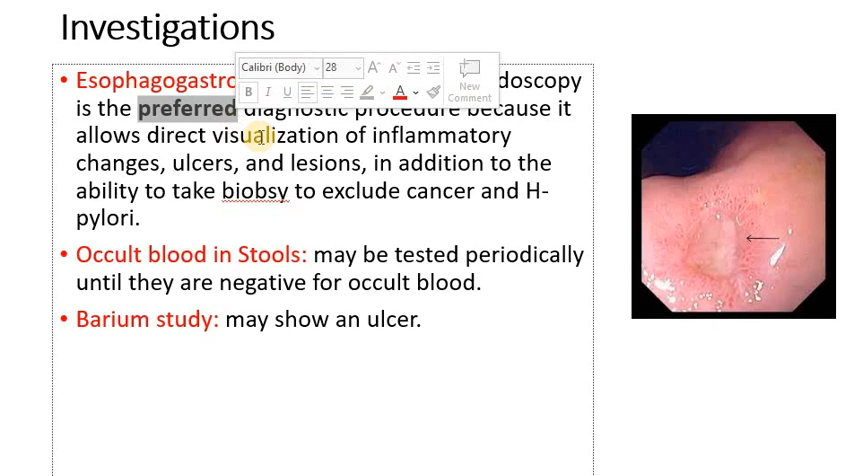 Investigations
Calibri (Body) 28 A A
B I U A New Comment
• Esophagogastro doscopy
is the preferred diagnostic procedure because it
allows direct visualization of inflammatory
changes, ulcers, and lesions, in addition to the
ability to take biobsy to exclude cancer and H-
pylori.
• Occult blood in Stools: may be tested periodically
until they are negative for occult blood.
• Barium study: may show an ulcer.